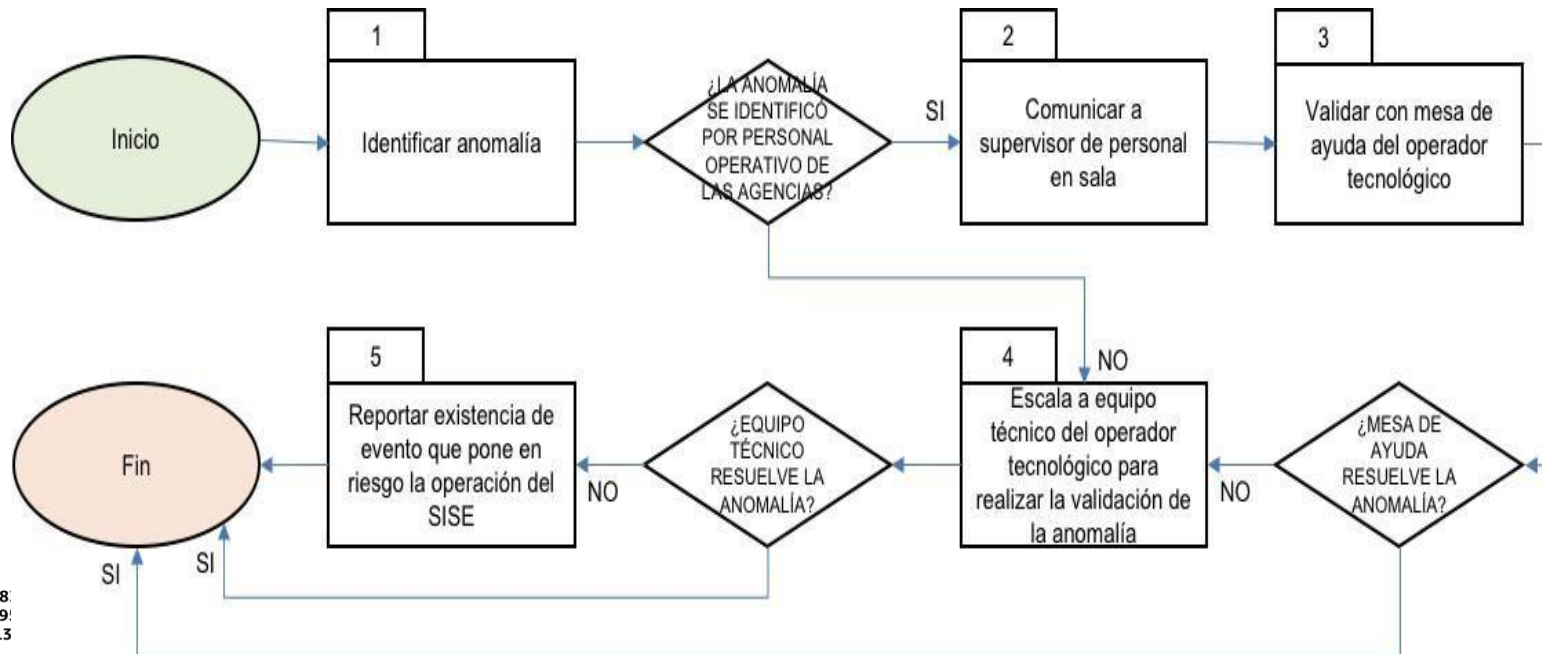 1
2
3
Inicio
Identificar anomalía
¿LA ANOMALÍA
SE IDENTIFICÓ
POR PERSONAL
OPERATIVO DE
LAS AGENCIAS?
SI
Comunicar a
supervisor de personal
en sala
Validar con mesa de
ayuda del operador
tecnológico
5
4
NO
Fin
Reportar existencia de
evento que pone en
riesgo la operación del
SISE
NO
¿EQUIPO
TÉCNICO
RESUELVE LA
ANOMALÍA?
Escala a equipo
técnico del operador
tecnológico para
realizar la validación de
la anomalía
NO
¿MESA DE
AYUDA
RESUELVE LA
ANOMALÍA?
SI
SI